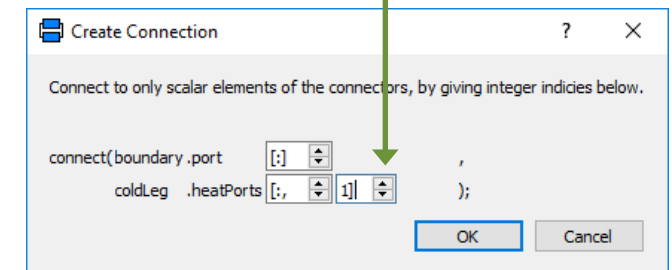 Create Connection ?
Connect to only scalar elements of the connectors, by giving integer indicies below.
connect( boundary .port [:] ,
coldLeg .heatPorts [:, 1] );
OK Cancel